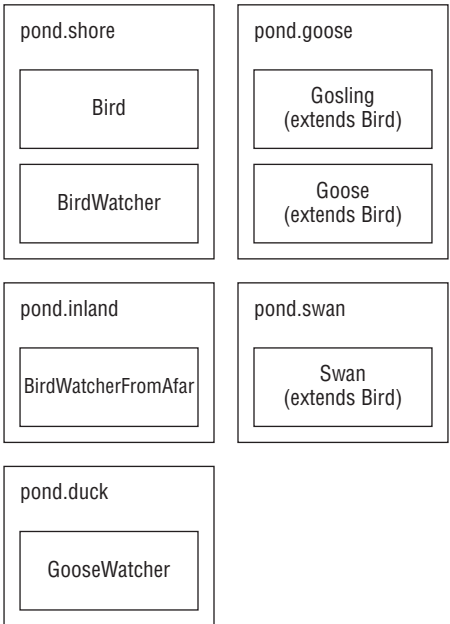 pond.shore
Bird
BirdWatcher
pond.goose
Gosling
(extends Bird)
Goose
(extends Bird)
pond.inland
BirdWatcherFromAfar
pond.swan
Swan
(extends Bird)
pond.duck
GooseWatcher